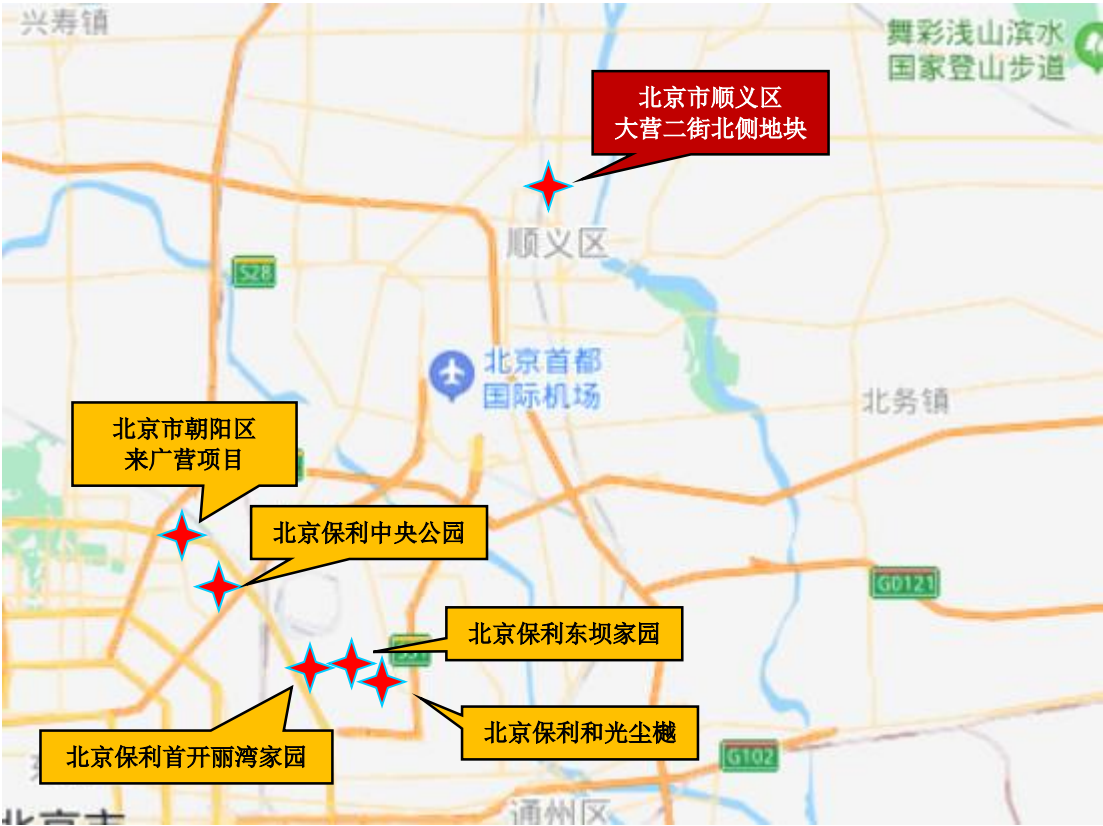 兴寿镇
舞彩浅山滨水
国家登山步道
北京市顺义区
大营二街北侧地块
顺义区
S28
北京首都
国际机场
北务镇
北京市朝阳区
来广营项目
北京保利中央公园
G0121
北京保利东坝家园
北京保利和光尘樾
北京保利首开丽湾家园
G102
通州区
北京市